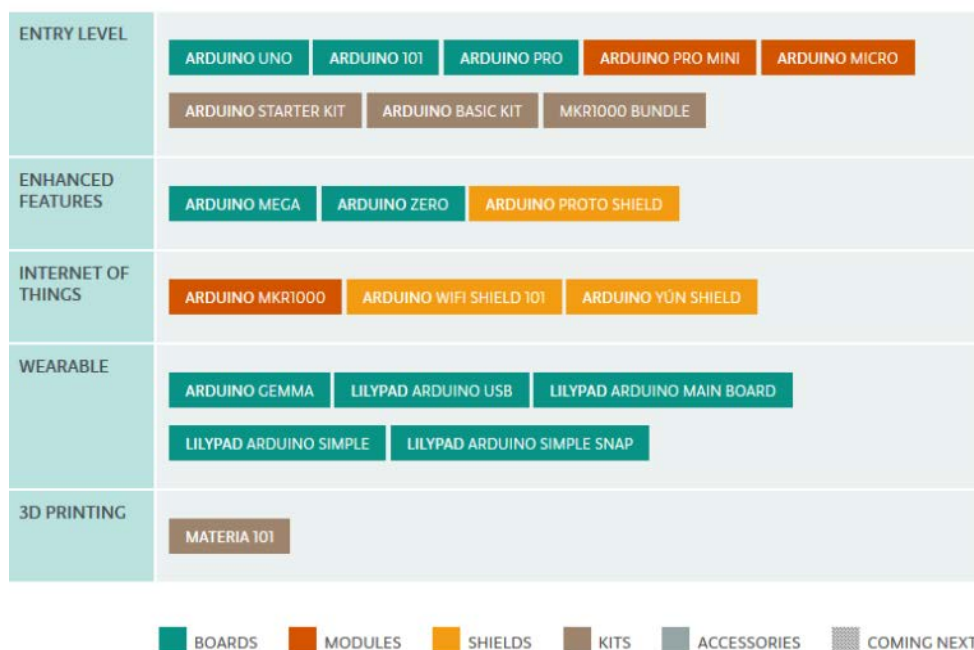 ENTRY LEVEL
ARDUINO UNO ARDUINO 101 ARDUINO PRO ARDUINO PRO MINI ARDUINO MICRO
ARDUINO STARTER KIT ARDUINO BASIC KIT MKR1000 BUNDLE
ENHANCED
FEATURES
ARDUINO MEGA ARDUINO ZERO ARDUINO PROTO SHIELD
INTERNET OF
THINGS
ARDUINO MKR1000 ARDUINO WIFI SHIELD 101 ARDUINO YÚN SHIELD
WEARABLE
ARDUINO GEMMA LILYPAD ARDUINO USB LILYPAD ARDUINO MAIN BOARD
LILYPAD ARDUINO SIMPLE LILYPAD ARDUINO SIMPLE SNAP
3D PRINTING
MATERIA 101
BOARDS MODULES SHIELDS KITS ACCESSORIES COMING NEXT